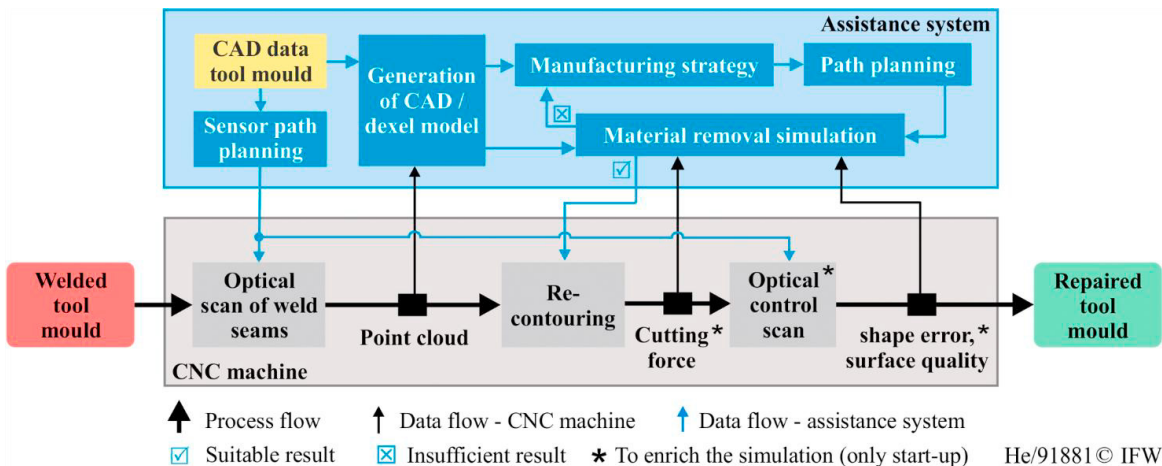 Assistance system
CAD data
tool mould
Generation
of CAD /
dexel model
Manufacturing strategy
Path planning
Sensor path
planning
Material removal simulation
Welded
tool
mould
Optical
scan of weld
seams
Point cloud
Re-
contouring
Cutting*
force
Optical*
control
scan
shape error,*
surface quality
Repaired
tool
mould
CNC machine
Process flow
Data flow - CNC machine
Data flow - assistance system
Suitable result
Insufficient result
* To enrich the simulation (only start-up)
He/91881 © IFW